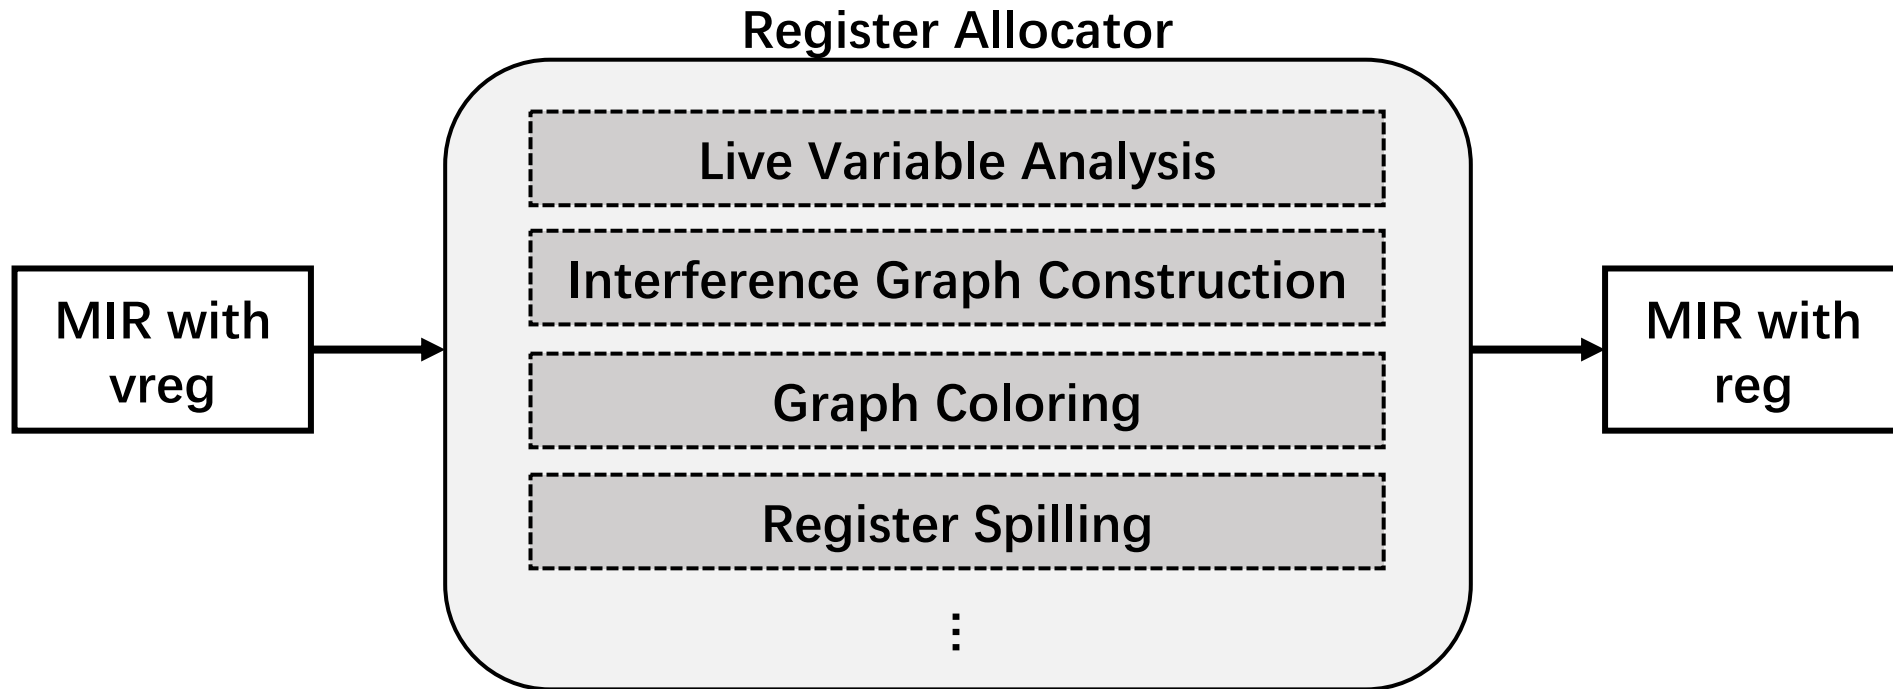 Register Allocator
Live Variable Analysis
Interference Graph Construction
MIR with
vreg
Graph Coloring
Register Spilling
⋮
MIR with
reg